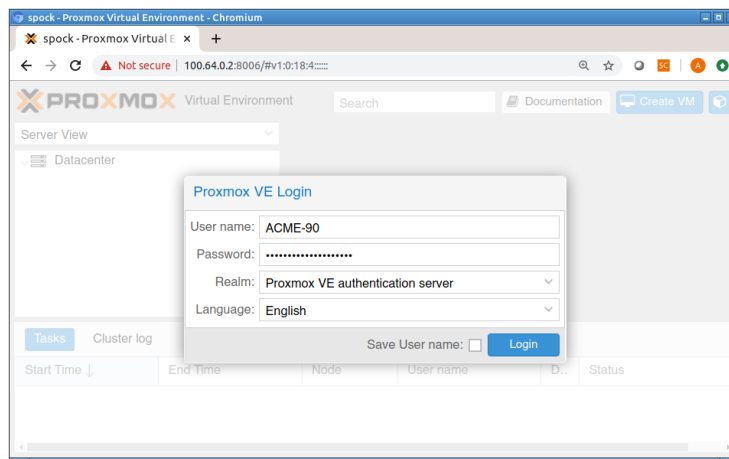 spock - Proxmox Virtual Environment - Chromium
spock - Proxmox Virtual E × +
Not secure | 100.64.0.2:8006/#v1:0:18:4::::::
SC A
PROXMOX Virtual Environment Search Documentation Create VM
Server View
Datacenter
Proxmox VE Login
User name: ACME-90
Password: ••••••••••••••••••••
Realm: Proxmox VE authentication server
Language: English
Save User name: Login
Tasks Cluster log
Start Time ↓ End Time Node User name D.. Status